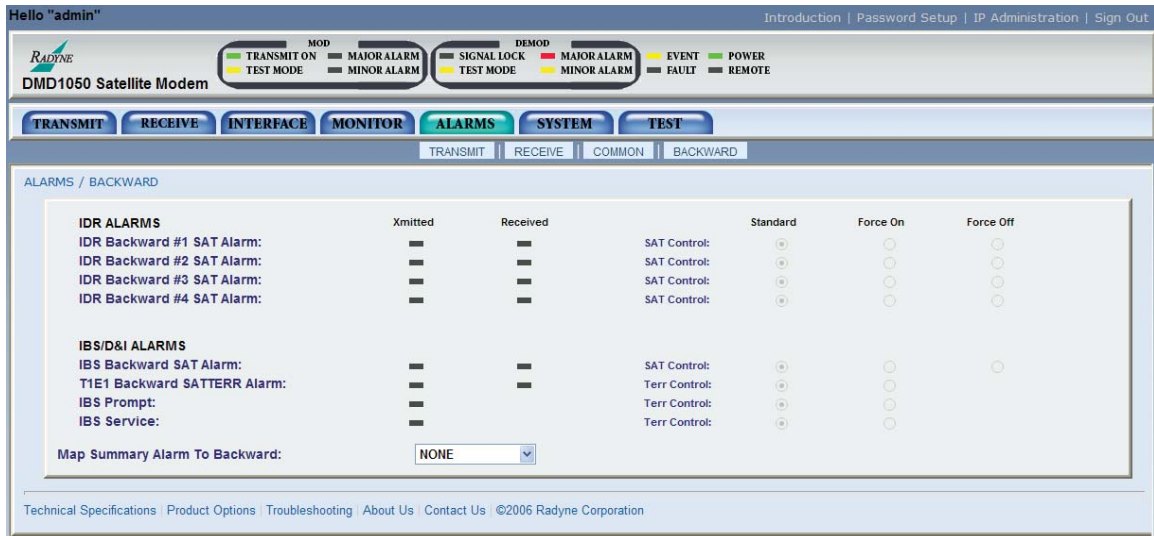 Hello "admin"
Introduction | Password Setup | IP Administration | Sign Out
RADYNE
DMD1050 Satellite Modem
MOD
TRANSMIT ON MAJOR ALARM
TEST MODE MINOR ALARM
DEMOD
SIGNAL LOCK MAJOR ALARM
TEST MODE MINOR ALARM
EVENT POWER
FAULT REMOTE
TRANSMIT RECEIVE INTERFACE MONITOR ALARMS SYSTEM TEST
TRANSMIT | RECEIVE | COMMON | BACKWARD
ALARMS / BACKWARD
IDR ALARMS Xmitted Received Standard Force On Force Off
IDR Backward #1 SAT Alarm: SAT Control:
IDR Backward #2 SAT Alarm: SAT Control:
IDR Backward #3 SAT Alarm: SAT Control:
IDR Backward #4 SAT Alarm: SAT Control:
IBS/D&I ALARMS
IBS Backward SAT Alarm: SAT Control:
T1E1 Backward SATTERR Alarm: Terr Control:
IBS Prompt: Terr Control:
IBS Service: Terr Control:
Map Summary Alarm To Backward: NONE
Technical Specifications | Product Options | Troubleshooting | About Us | Contact Us | ©2006 Radyne Corporation